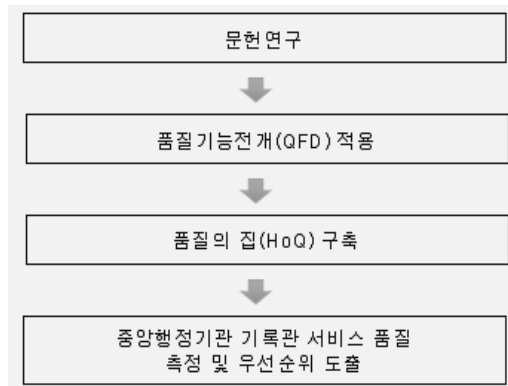 문헌연구
품질기능전개(QFD) 적용
품질의 집(HoQ) 구축
중앙행정기관 기록관 서비스 품질
측정 및 우선순위 도출